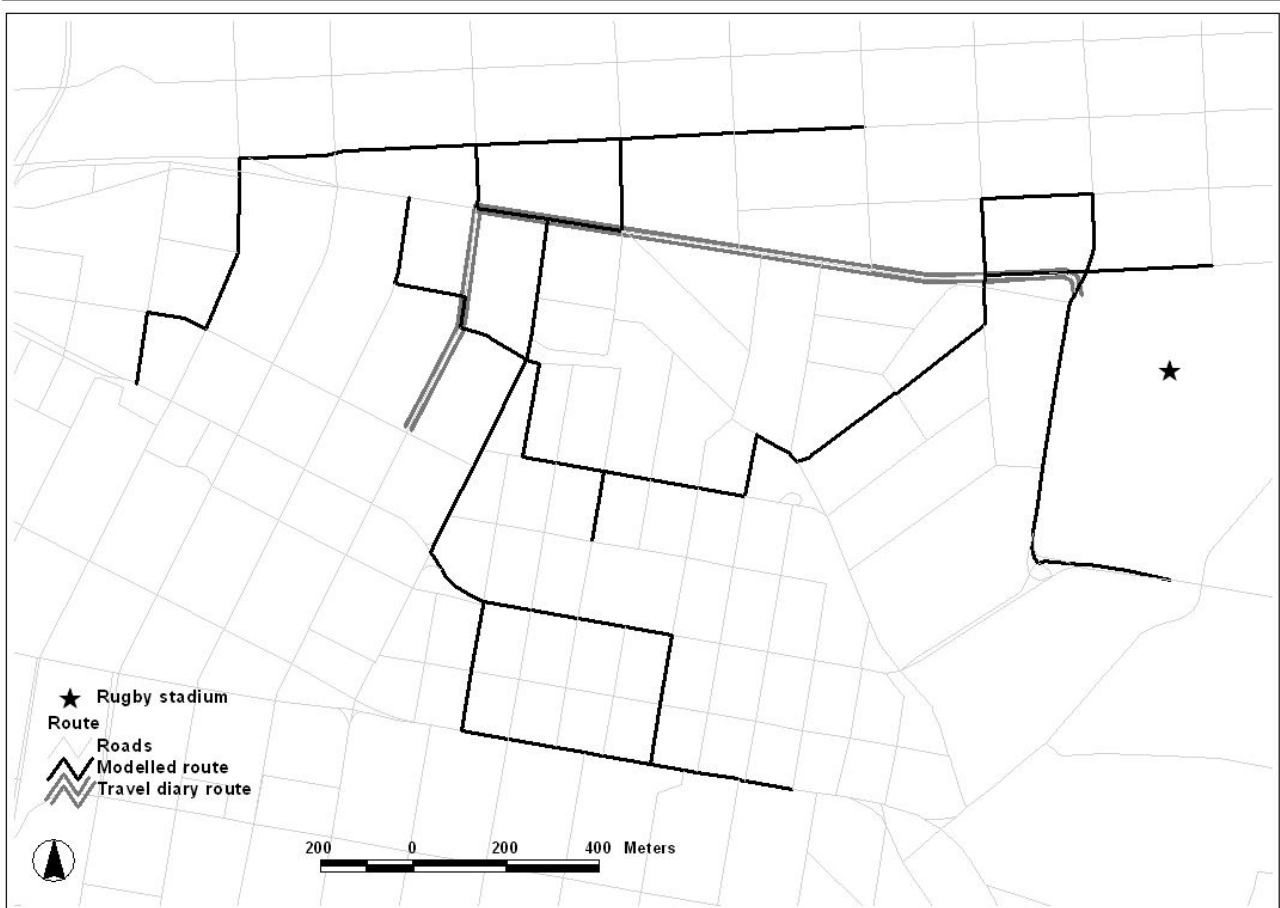 Rugby stadium
Route
Roads
Modelled route
Travel diary route
200 0 200 400 Meters